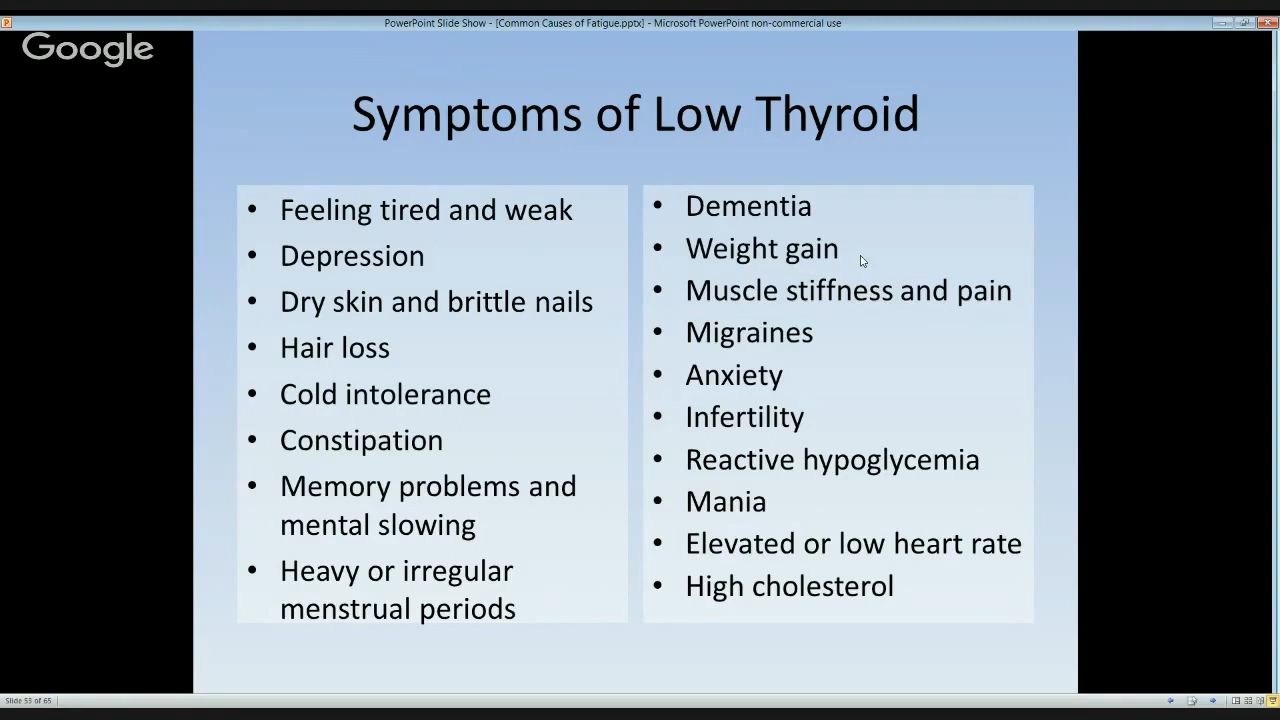 PowerPoint Slide Show - [Common Causes of Fatigue.pptx] - Microsoft PowerPoint non-commercial use
Google
Symptoms of Low Thyroid
• Feeling tired and weak
• Depression
• Dry skin and brittle nails
• Hair loss
• Cold intolerance
• Constipation
• Memory problems and
mental slowing
• Heavy or irregular
menstrual periods
• Dementia
• Weight gain
• Muscle stiffness and pain
• Migraines
• Anxiety
• Infertility
• Reactive hypoglycemia
• Mania
• Elevated or low heart rate
• High cholesterol
Slide 53 of 65